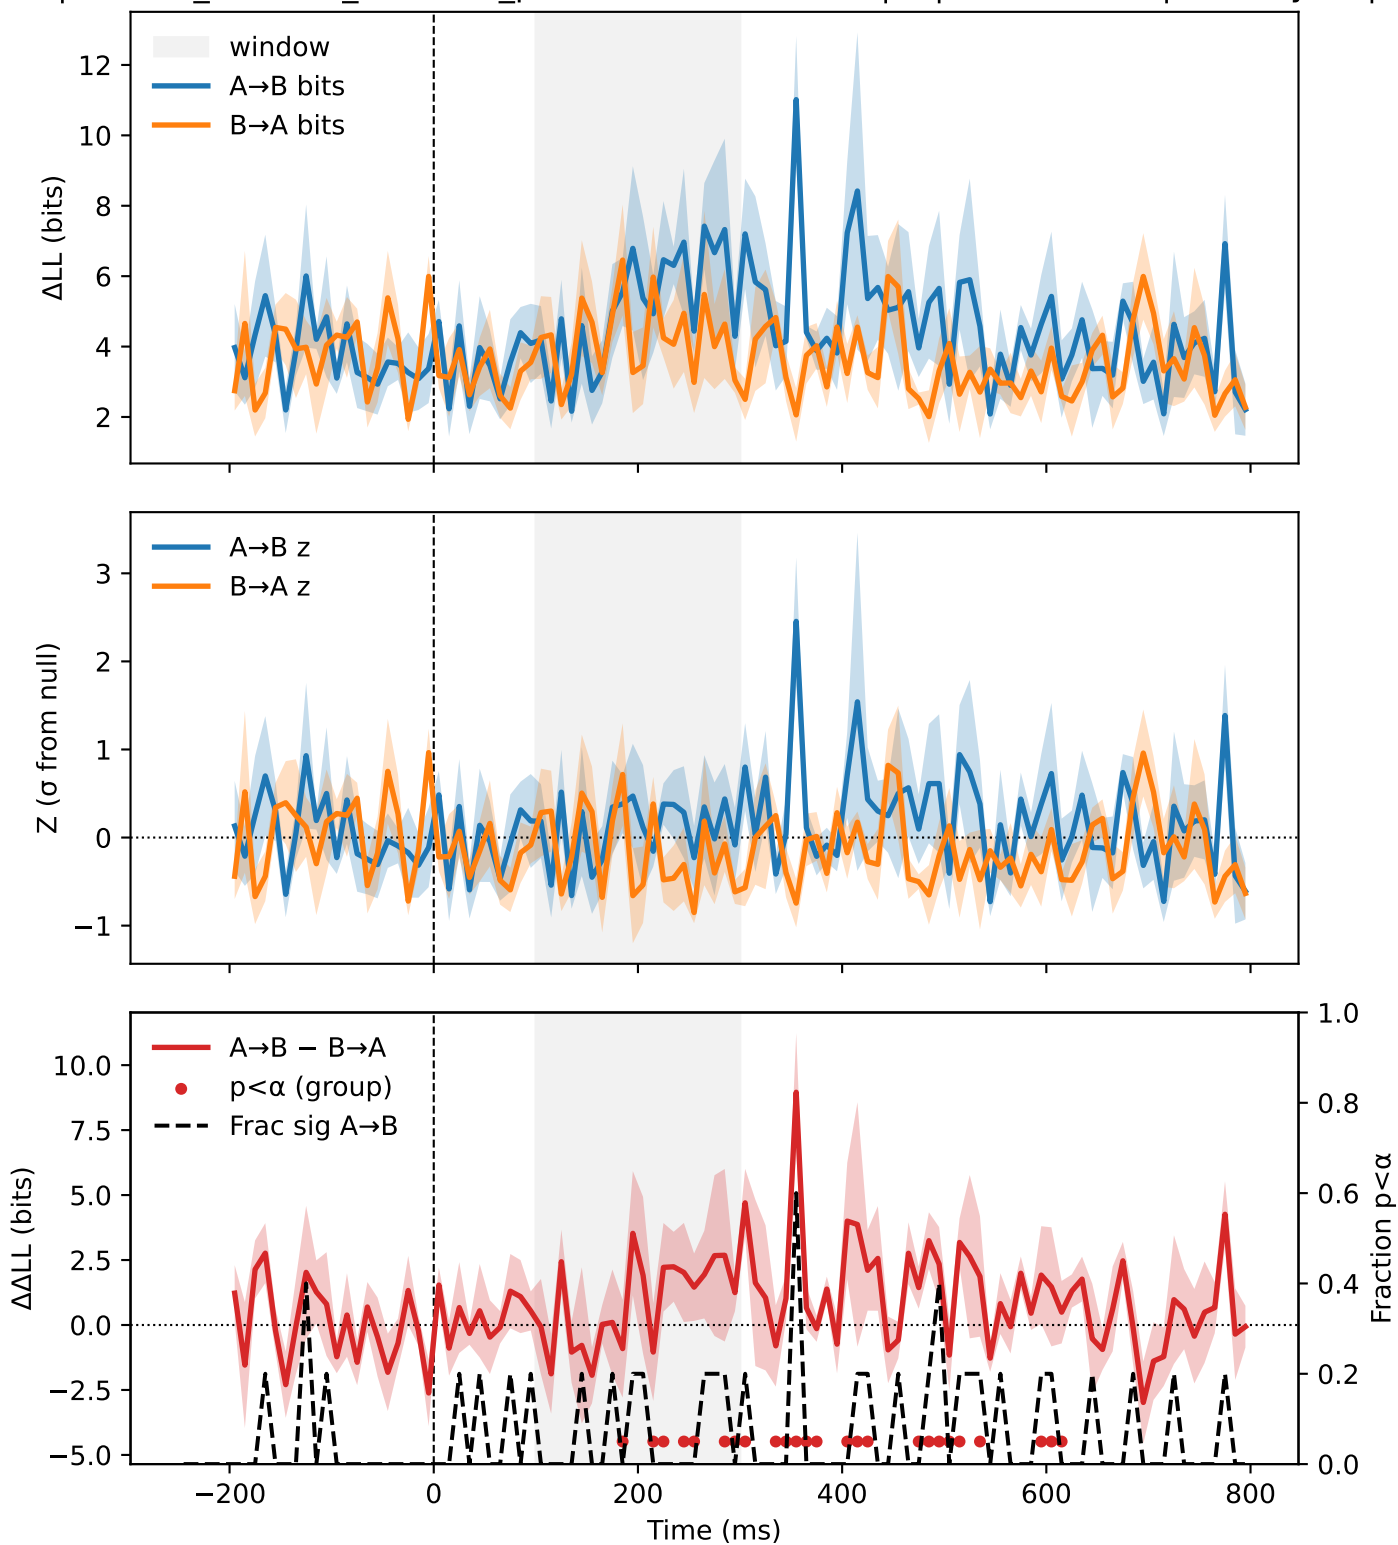 window
A→B bits
B→A bits
12
10
8
6
4
2
ΔLL (bits)
A→B z
B→A z
3
2
1
0
−1
Z (σ from null)
A→B − B→A
p<α (group)
Frac sig A→B
10.0
7.5
5.0
2.5
0.0
−2.5
−5.0
ΔΔLL (bits)
1.0
0.8
0.6
0.4
0.2
0.0
Fraction p<α
−200
0
200
400
600
800
Time (ms)